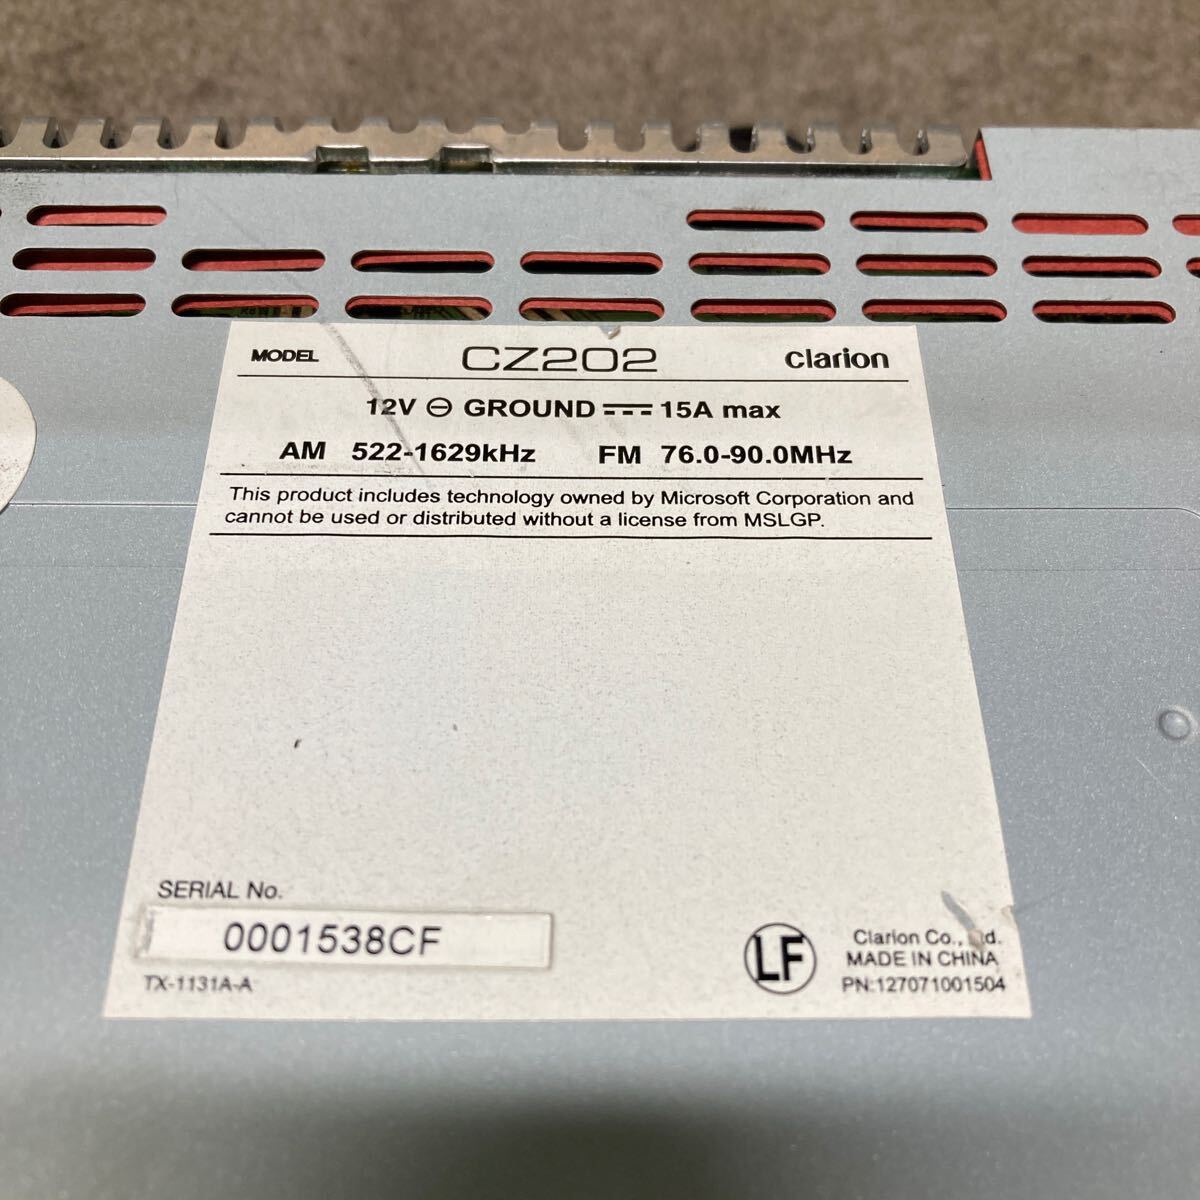 MODEL CZ202 clarion
12V ⊖ GROUND ⎓ 15A max
AM 522-1629kHz FM 76.0-90.0MHz
This product includes technology owned by Microsoft Corporation and
cannot be used or distributed without a license from MSLGP.
SERIAL No.
0001538CF
TX-1131A-A
LF
Clarion Co., Ltd.
MADE IN CHINA
PN:127071001504